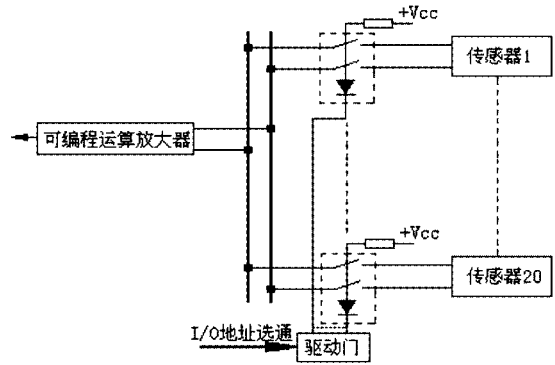 +Vcc
传感器1
可编程运算放大器
+Vcc
传感器20
I/O地址选通
驱动门